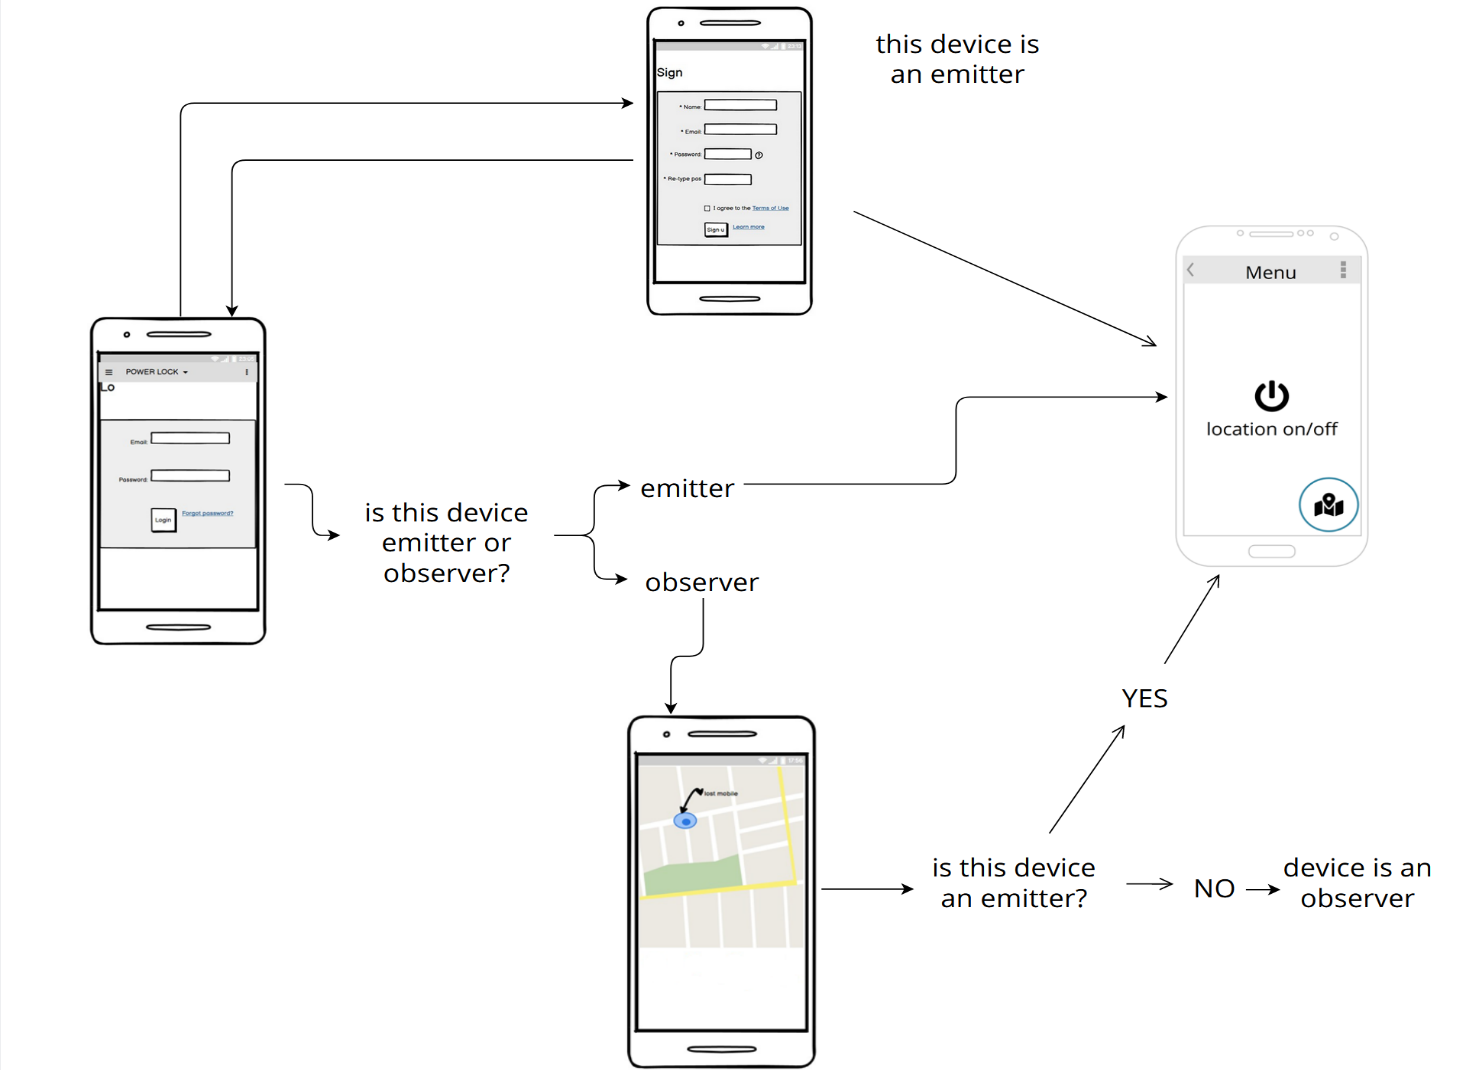 this device is
an emitter
Sign
* Name:
* Email:
* Password:
* Re-type pas
I agree to the Terms of Use
Sign u
Learn more
Menu
location on/off
POWER LOCK
Lo
Email:
Password:
Login
Forgot password?
is this device
emitter or
observer?
emitter
observer
lost mobile
is this device
an emitter?
YES
NO
device is an
observer